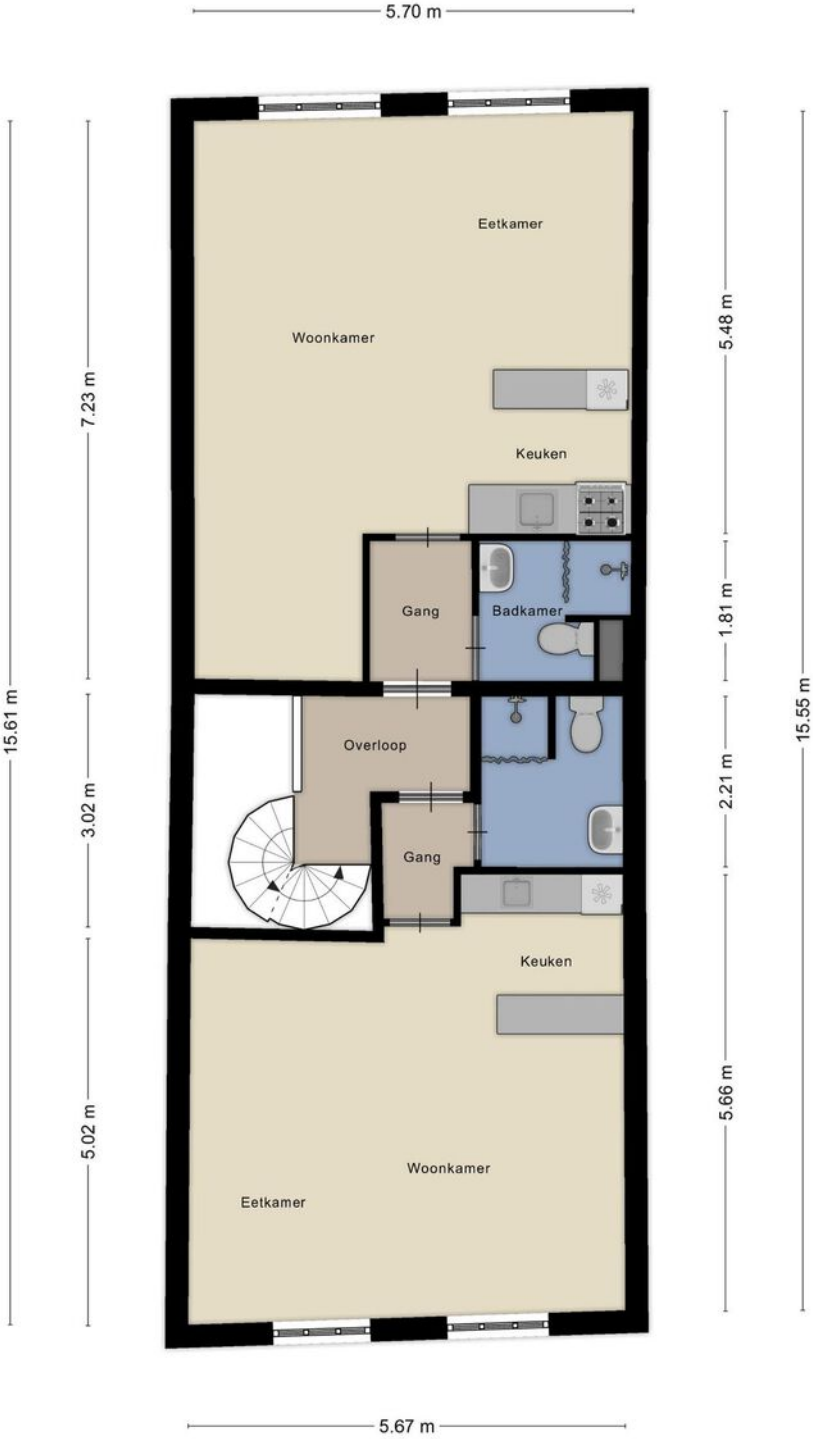 5.70 m
Eetkamer
Woonkamer
5.48 m
7.23 m
Keuken
Gang
Badkamer
1.81 m
15.61 m
15.55 m
Overloop
2.21 m
3.02 m
Gang
Keuken
5.66 m
5.02 m
Woonkamer
Eetkamer
5.67 m